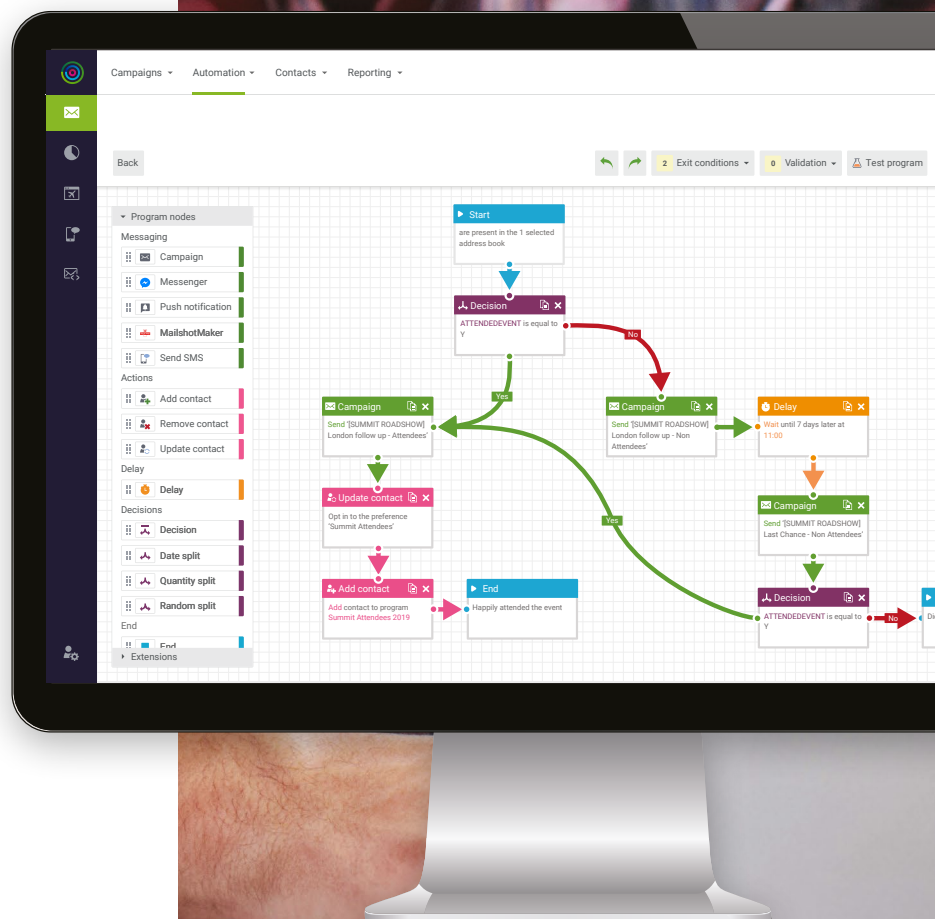 Campaigns
Automation
Contacts
Reporting
Back
2 Exit conditions
0 Validation
Test program
Program nodes
Messaging
Campaign
Messenger
Push notification
MailshotMaker
Send SMS
Actions
Add contact
Remove contact
Update contact
Delay
Delay
Decisions
Decision
Date split
Quantity split
Random split
End
End
Extensions
Start
are present in the 1 selected
address book
Decision
ATTENDEDEVENT is equal to
Y
No
Yes
Campaign
Send '[SUMMIT ROADSHOW]
London follow up - Attendees'
Campaign
Send '[SUMMIT ROADSHOW]
London follow up - Non
Attendees'
Delay
Wait until 7 days later at
11:00
Update contact
Opt in to the preference
'Summit Attendees'
Campaign
Send '[SUMMIT ROADSHOW]
Last Chance - Non Attendees'
Yes
Add contact
Add contact to program
Summit Attendees 2019
End
Happily attended the event
Decision
ATTENDEDEVENT is equal to
Y
No